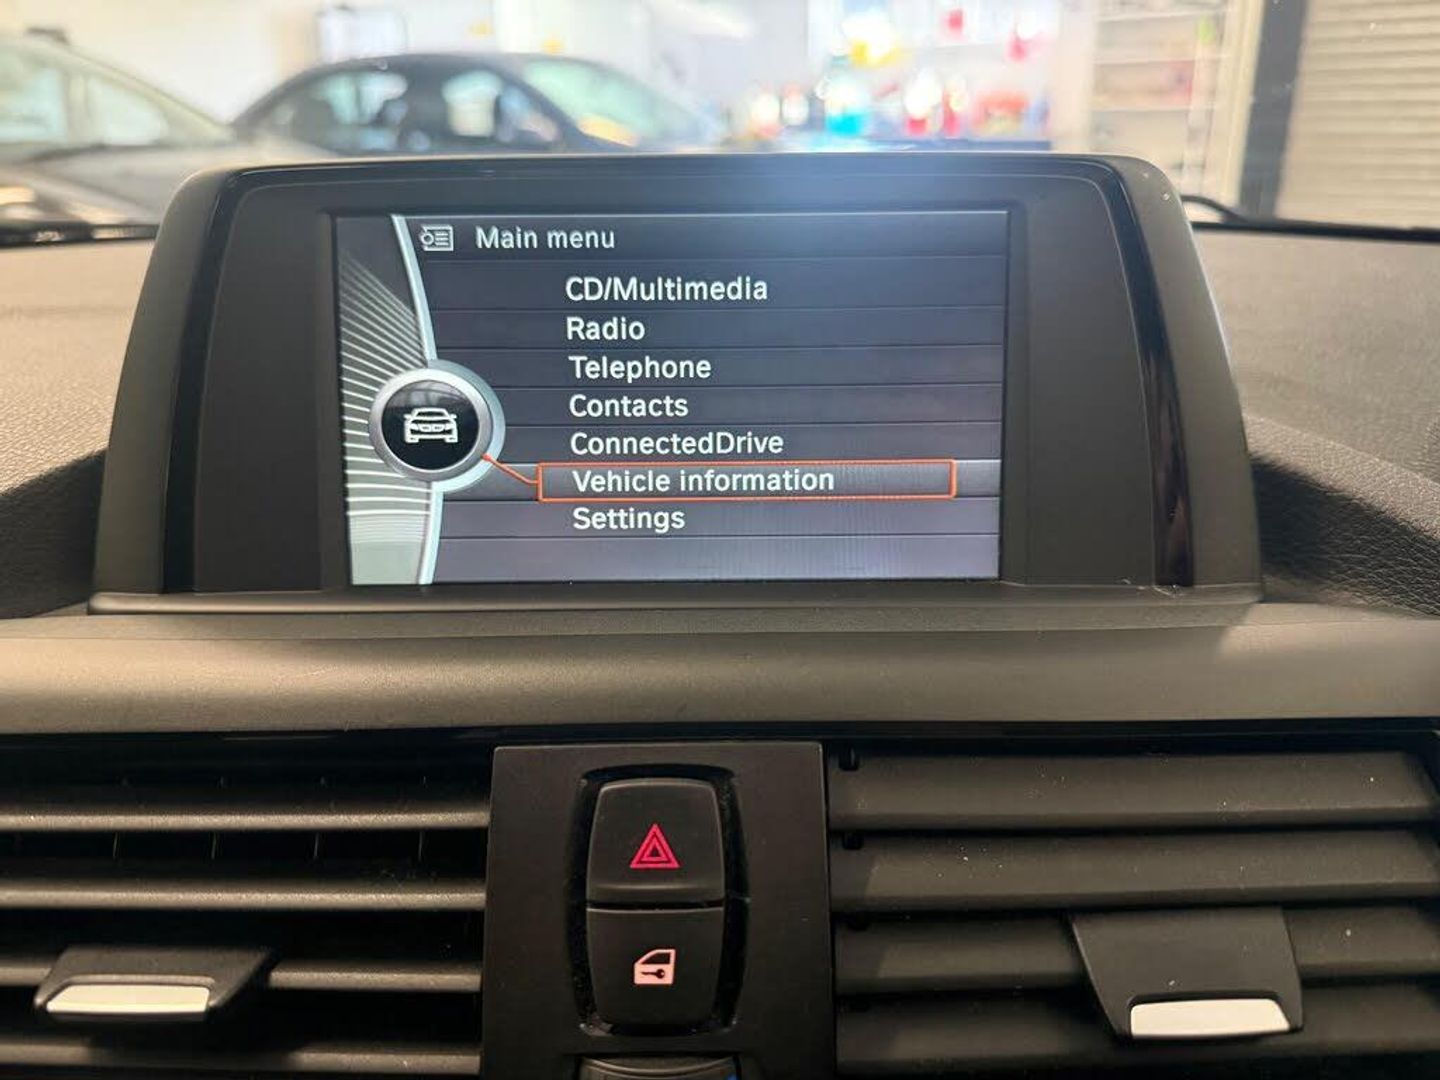 Main menu
CD/Multimedia
Radio
Telephone
Contacts
ConnectedDrive
Vehicle information
Settings